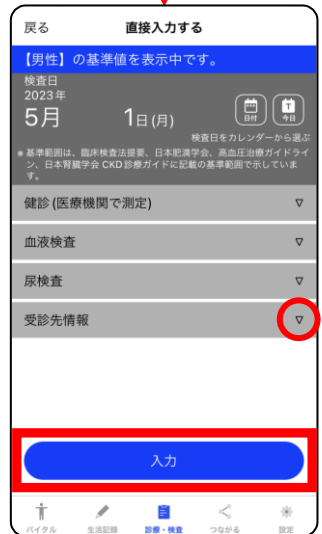 戻る 直接入力する
【男性】の基準値を表示中です。
検査日
2023年
5月 1日(月) 日付 今日
検査日をカレンダーから選ぶ
※基準範囲は、臨床検査法提要、日本肥満学会、高血圧治療ガイドライ
ン、日本腎臓学会 CKD診療ガイドに記載の基準範囲で示していま
す。
健診(医療機関で測定) ▽
血液検査 ▽
尿検査 ▽
受診先情報 ▽
入力
バイタル 生活記録 診療・検査 つながる 設定